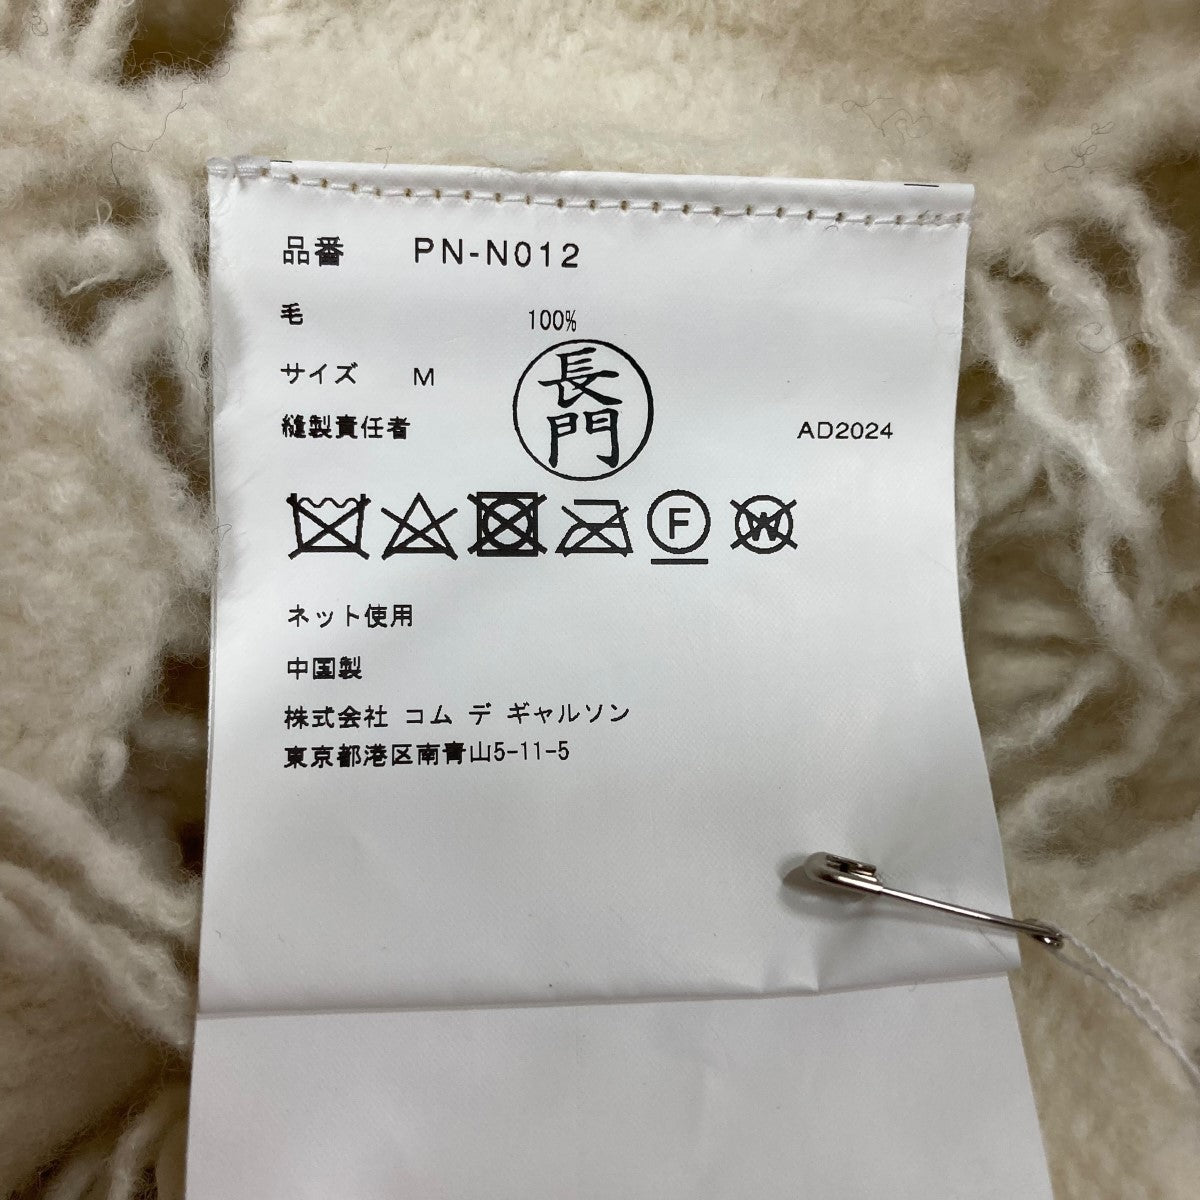 品番 PN-N012
毛 100%
サイズ M
長門
縫製責任者 AD2024
F W
ネット使用
中国製
株式会社 コム デ ギャルソン
東京都港区南青山5-11-5